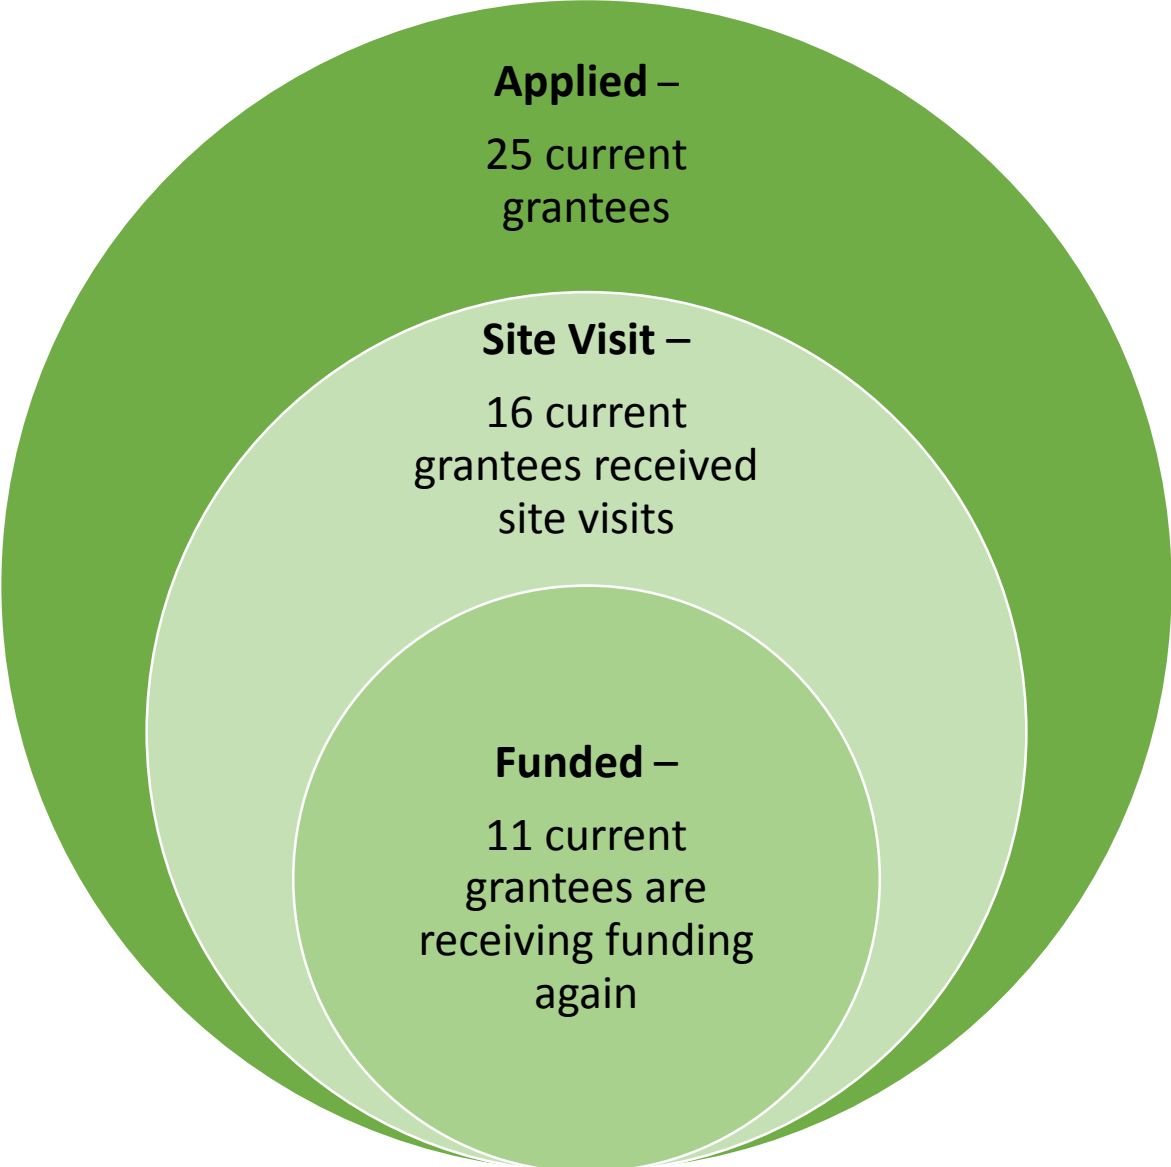 Applied –
25 current
grantees
Site Visit –
16 current
grantees received
site visits
Funded –
11 current
grantees are
receiving funding
again